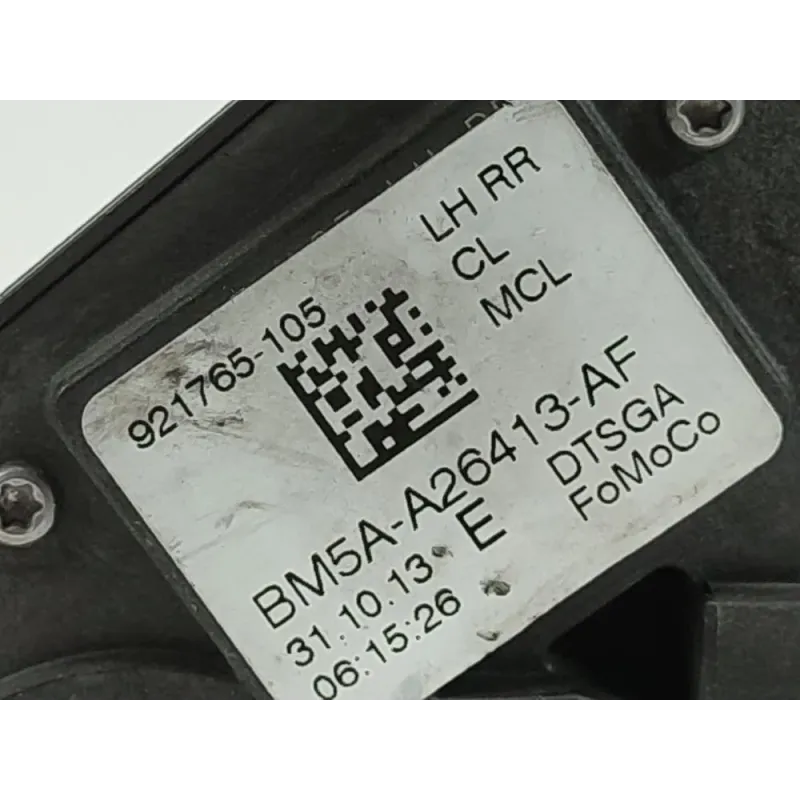 LH RR
CL
MCL
921765-105
BM5A-A26413-AF
31.10.13
E
DTSGA
06:15:26
FoMoCo